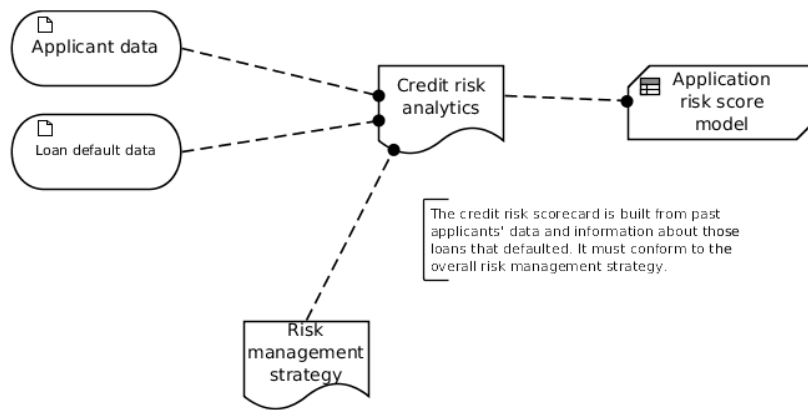 Applicant data
Loan default data
Credit risk
analytics
Application
risk score
model
The credit risk scorecard is built from past
applicants' data and information about those
loans that defaulted. It must conform to the
overall risk management strategy.
Risk
management
strategy